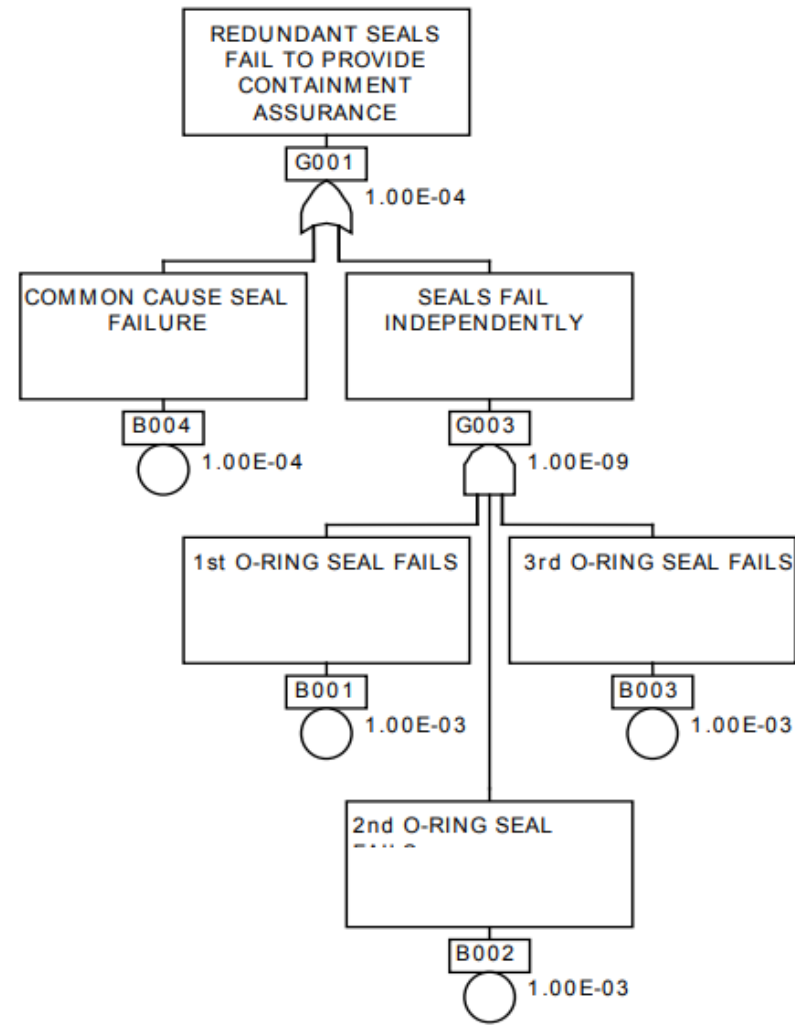 REDUNDANT SEALS
FAIL TO PROVIDE
CONTAINMENT
ASSURANCE
G001
1.00E-04
COMMON CAUSE SEAL
FAILURE
SEALS FAIL
INDEPENDENTLY
B004
1.00E-04
G003
1.00E-09
1st O-RING SEAL FAILS
3rd O-RING SEAL FAILS
B001
1.00E-03
B003
1.00E-03
2nd O-RING SEAL
FAILS
B002
1.00E-03